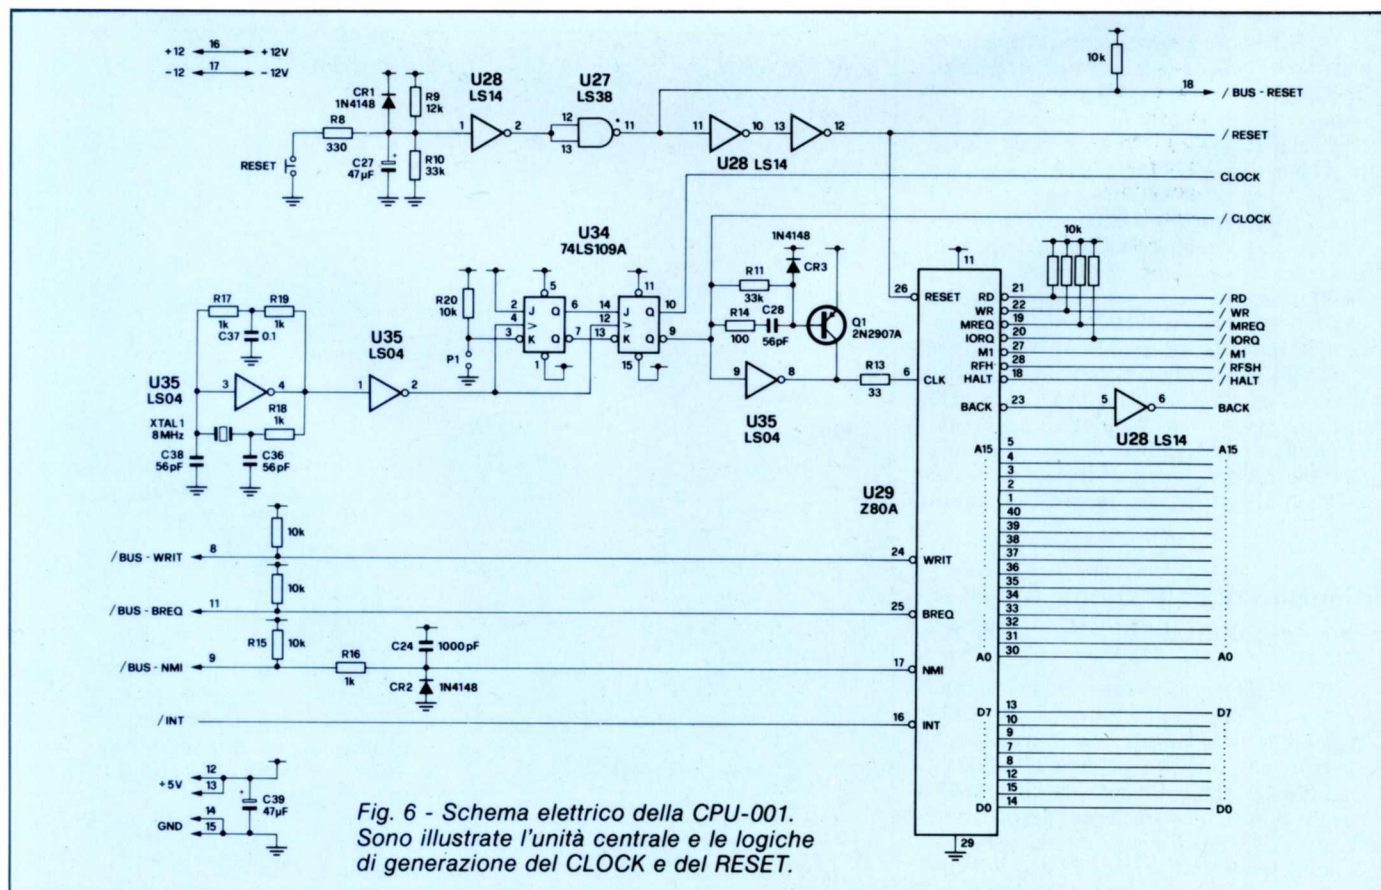 +12 16 +12V
-12 17 -12V
10k
18 / BUS - RESET
CR1
1N4148
R9
12k
U28
LS14
U27
LS38
R8
330
1 2
12 * 11
13
11 10 13 12
/ RESET
RESET
C27 +
47µF
R10
33k
U28 LS14
CLOCK
/ CLOCK
U34
74LS109A
1N4148
CR3
10k
11
R17
1k
R19
1k
C37 0.1
R20
10k
P1
5
2 J Q 6
4 V
3 K Q 7
1
11
14 J Q 10
12 V
13 K Q 9
15
R11
33k
R14
100
C28
56pF
Q1
2N2907A
26 RESET
RD 21 / RD
WR 22 / WR
MREQ 19 / MREQ
IORQ 20 / IORQ
M1 27 / M1
RFH 28 / RFSH
HALT 18 / HALT
U35
LS04
3 4
U35
LS04
1 2
9 8
U35
LS04
R13
33
6 CLK
BACK 23 5 6 BACK
U28 LS14
R18
1k
XTAL1
8MHz
C38
56pF
C36
56pF
U29
Z80A
A15 5 A15
4
3
2
1
40
39
38
37
36
35
34
33
32
31
A0 30 A0
10k
/ BUS - WRIT 8 24 WRIT
10k
/ BUS - BREQ 11 25 BREQ
R15 10k
C24 1000pF
/ BUS - NMI 9 R16
1k
17 NMI
CR2 1N4148
/ INT 16 INT
D7 13 D7
10
9
7
8
12
15
D0 14 D0
+5V 12
13
GND 14
15
+ C39
47µF
29
Fig. 6 - Schema elettrico della CPU-001.
Sono illustrate l'unità centrale e le logiche
di generazione del CLOCK e del RESET.